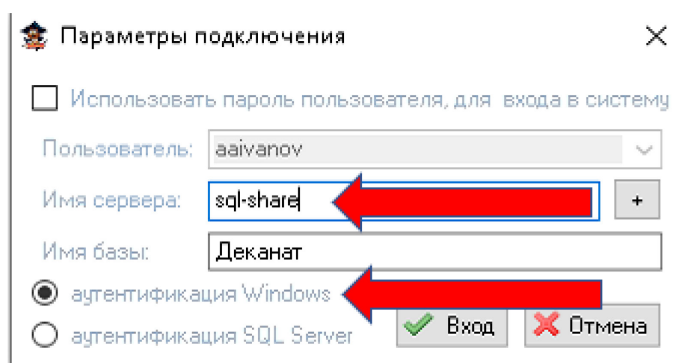 Параметры подключения
Использовать пароль пользователя, для входа в систему
Пользователь: aaivanov
Имя сервера: sql-share +
Имя базы: Деканат
аутентификация Windows
аутентификация SQL Server Вход Отмена